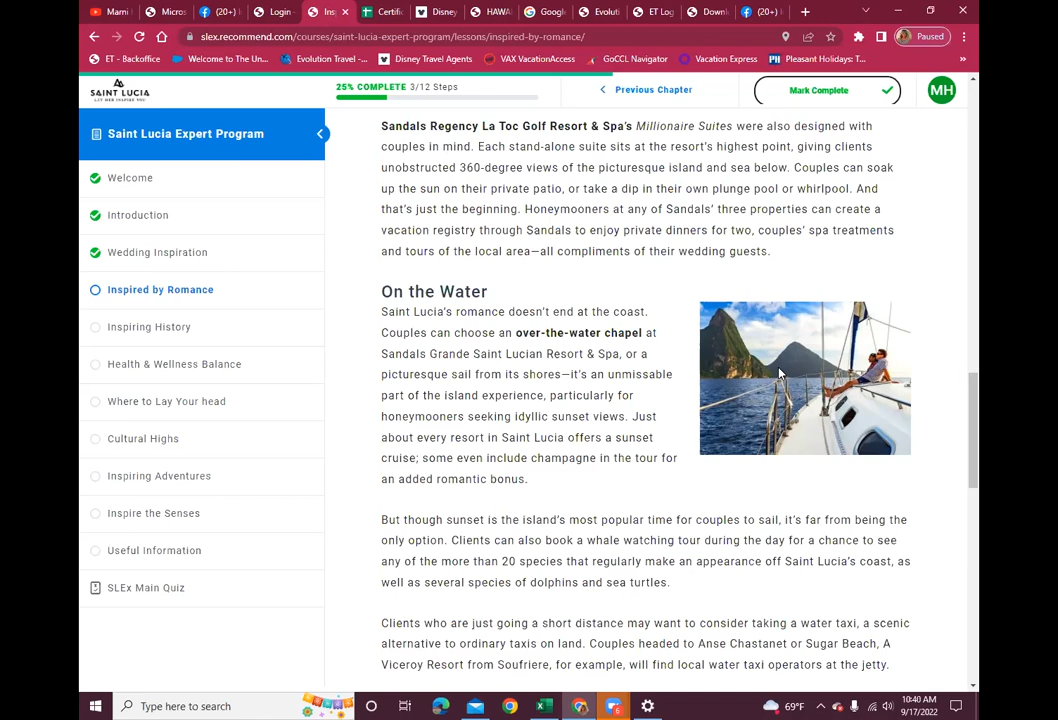 Marni
Micros
(20+)
Login -
Ins
Certifi
Disney
HAWAI
Google
Evoluti
ET Log
Downl
(20+)
slex.recommend.com/courses/saint-lucia-expert-program/lessons/inspired-by-romance/
Paused
ET - Backoffice
Welcome to The Un...
Evolution Travel -...
Disney Travel Agents
VAX VacationAccess
GoCCL Navigator
Vacation Express
Pleasant Holidays: T...
SAINT LUCIA
LET HER INSPIRE YOU
25% COMPLETE 3/12 Steps
Previous Chapter
Mark Complete
MH
Saint Lucia Expert Program
Welcome
Introduction
Wedding Inspiration
Inspired by Romance
Inspiring History
Health & Wellness Balance
Where to Lay Your head
Cultural Highs
Inspiring Adventures
Inspire the Senses
Useful Information
SLEx Main Quiz
Sandals Regency La Toc Golf Resort & Spa's Millionaire Suites were also designed with
couples in mind. Each stand-alone suite sits at the resort's highest point, giving clients
unobstructed 360-degree views of the picturesque island and sea below. Couples can soak
up the sun on their private patio, or take a dip in their own plunge pool or whirlpool. And
that's just the beginning. Honeymooners at any of Sandals' three properties can create a
vacation registry through Sandals to enjoy private dinners for two, couples' spa treatments
and tours of the local area—all compliments of their wedding guests.
On the Water
Saint Lucia's romance doesn't end at the coast.
Couples can choose an over-the-water chapel at
Sandals Grande Saint Lucian Resort & Spa, or a
picturesque sail from its shores—it's an unmissable
part of the island experience, particularly for
honeymooners seeking idyllic sunset views. Just
about every resort in Saint Lucia offers a sunset
cruise; some even include champagne in the tour for
an added romantic bonus.
But though sunset is the island's most popular time for couples to sail, it's far from being the
only option. Clients can also book a whale watching tour during the day for a chance to see
any of the more than 20 species that regularly make an appearance off Saint Lucia's coast, as
well as several species of dolphins and sea turtles.
Clients who are just going a short distance may want to consider taking a water taxi, a scenic
alternative to ordinary taxis on land. Couples headed to Anse Chastanet or Sugar Beach, A
Viceroy Resort from Soufriere, for example, will find local water taxi operators at the jetty.
Type here to search
6
69°F
10:40 AM
9/17/2022